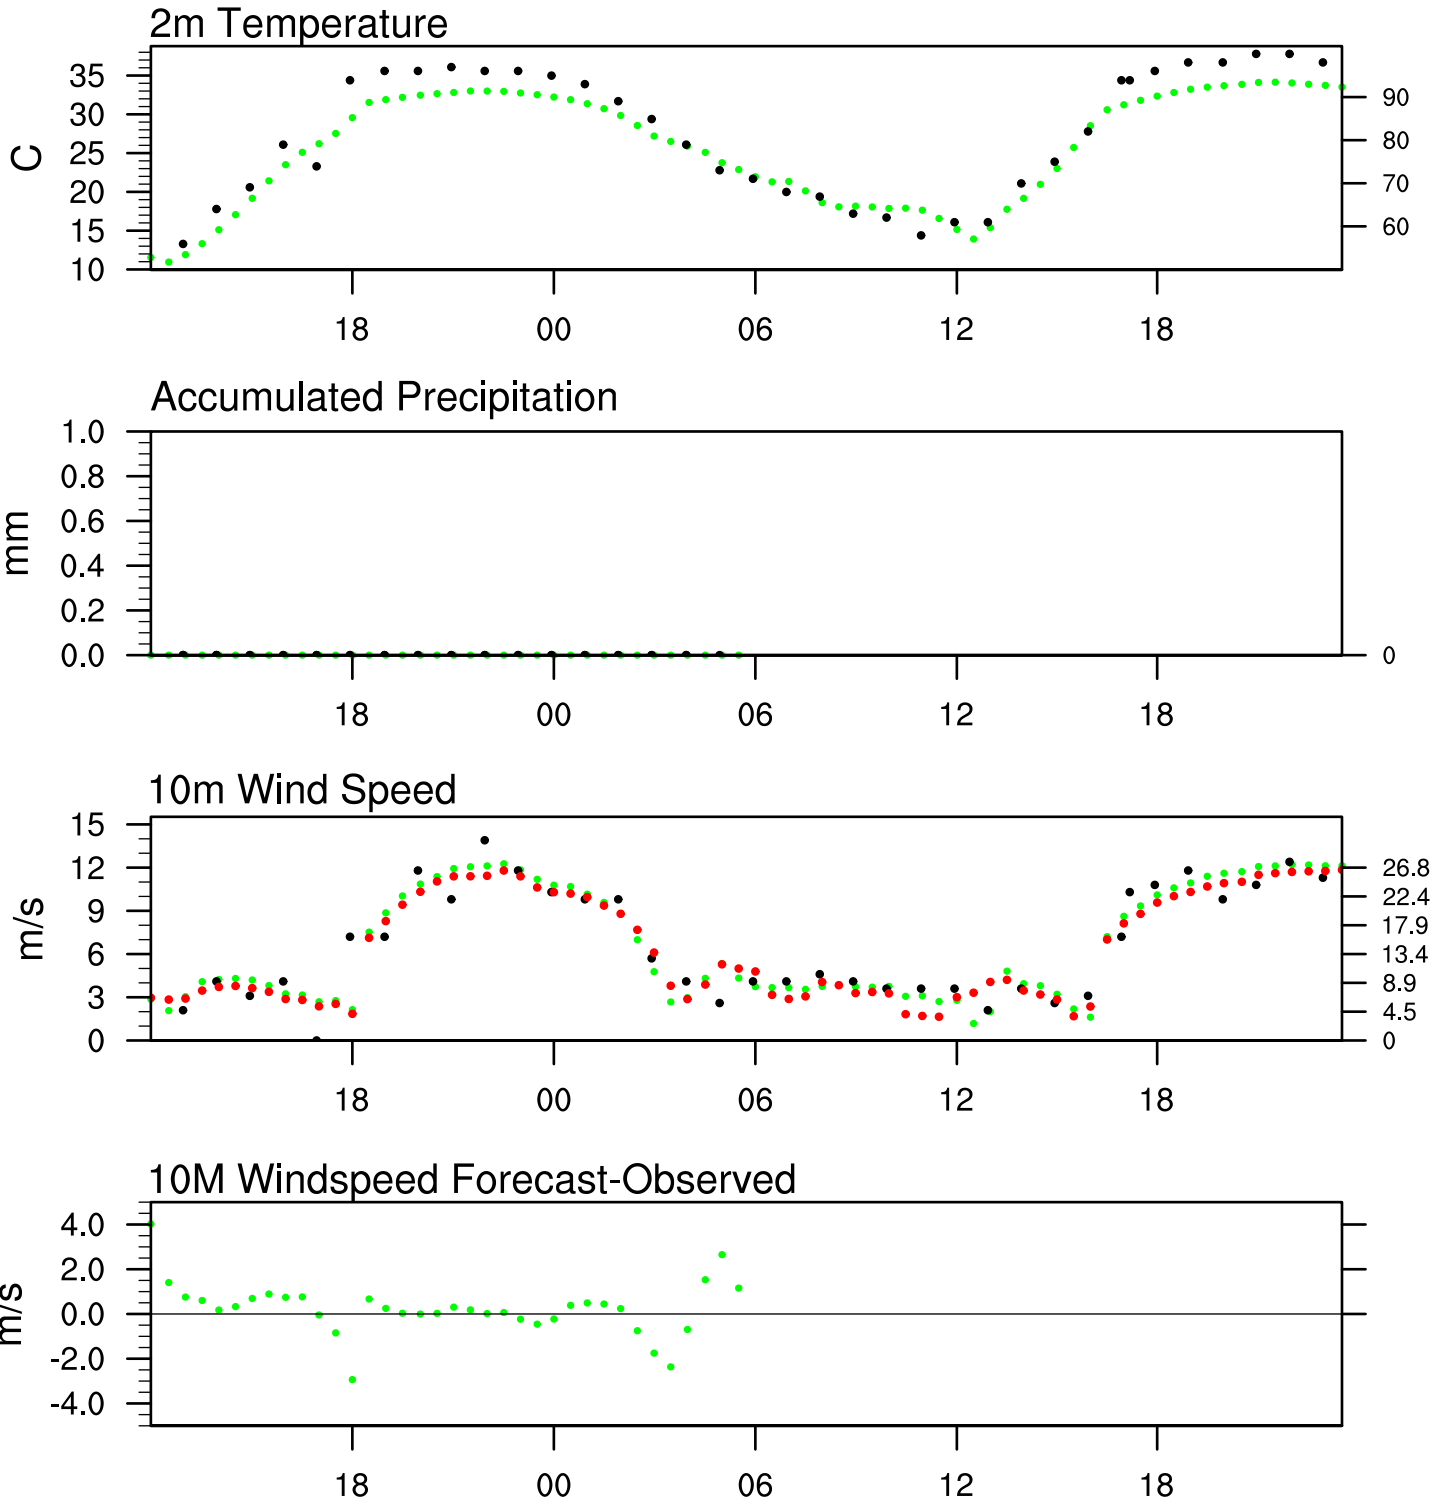 2m Temperature
C
35
30
25
20
15
10
90
80
70
60
18 00 06 12 18
Accumulated Precipitation
mm
1.0
0.8
0.6
0.4
0.2
0.0
0
18 00 06 12 18
10m Wind Speed
m/s
15
12
9
6
3
0
26.8
22.4
17.9
13.4
8.9
4.5
0
18 00 06 12 18
10M Windspeed Forecast-Observed
m/s
4.0
2.0
0.0
-2.0
-4.0
18 00 06 12 18